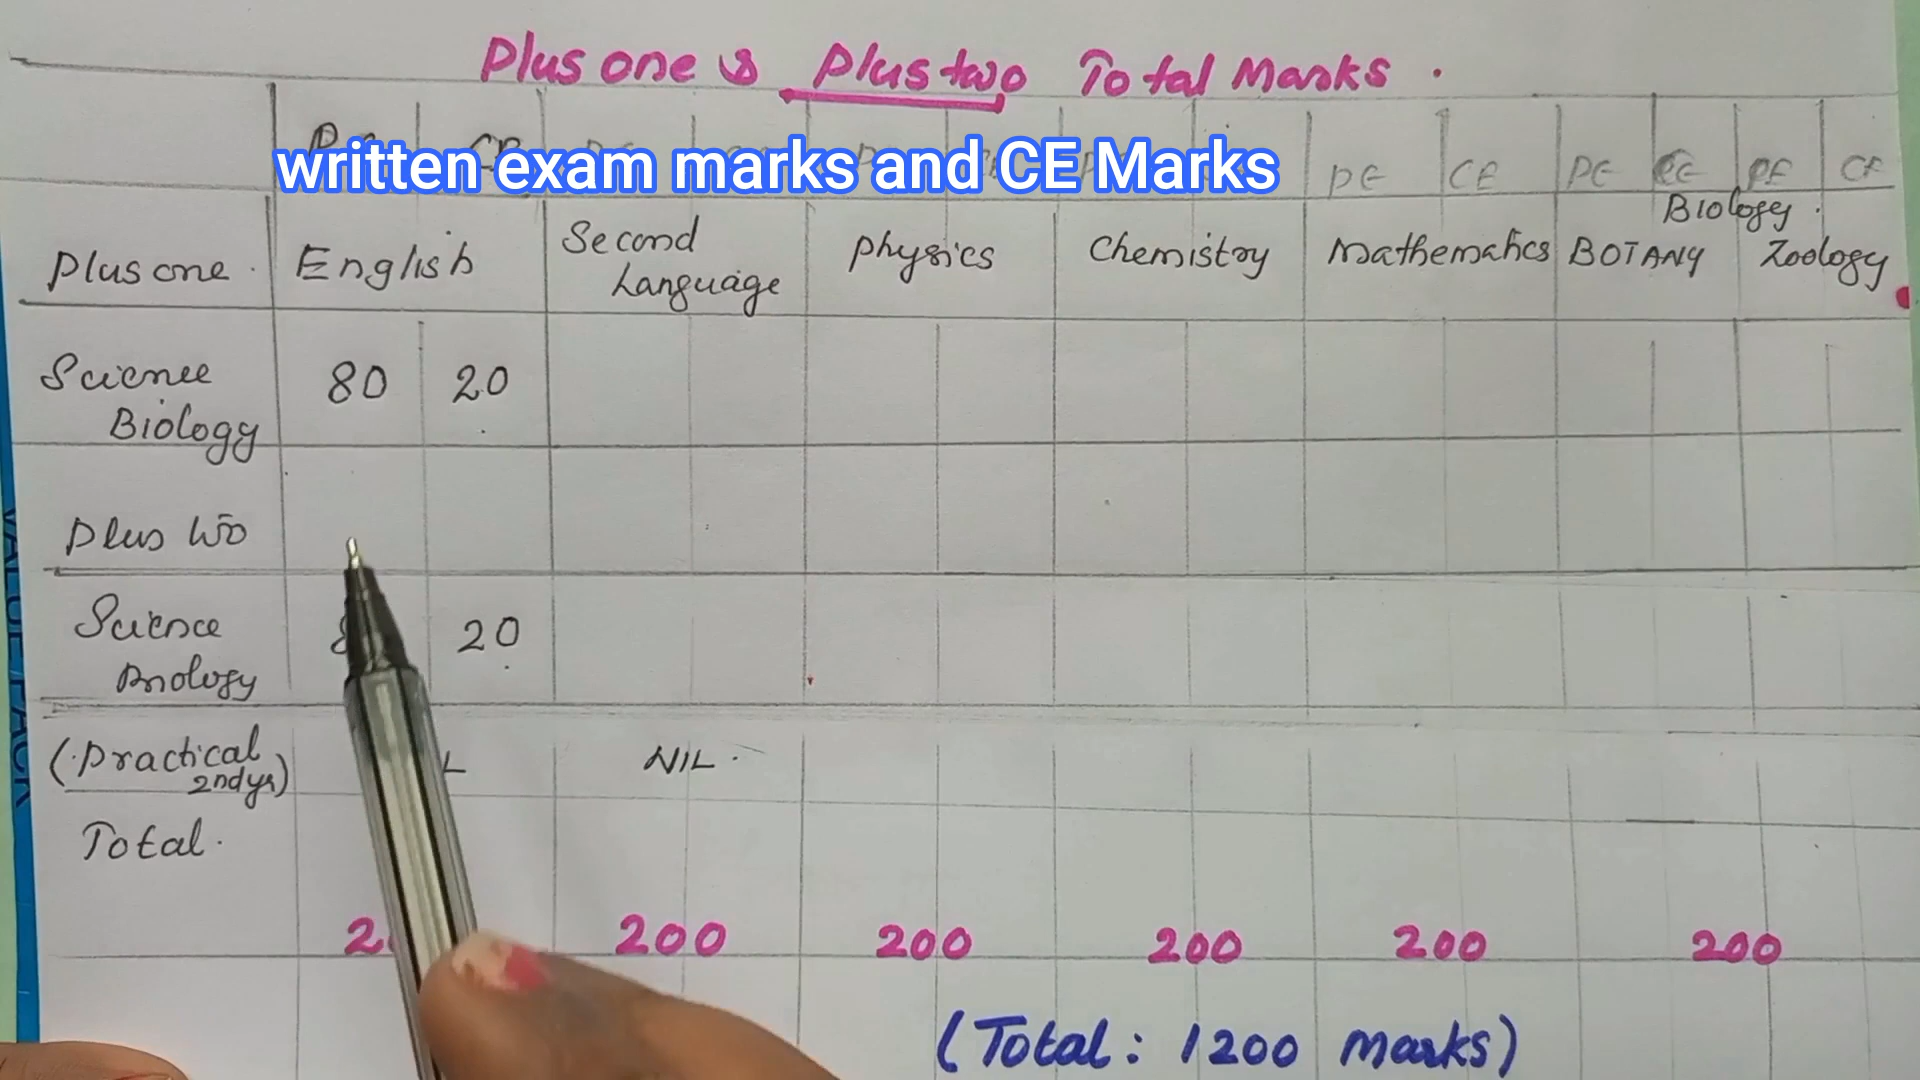 Plus one & Plus two Total Marks.
written exam marks and CE Marks
PE CE PE CE PE CE
Biology.
Plus one. English Second Language Physics Chemistry Mathematics BOTANY Zoology
Science Biology 80 20
Plus two
Science Biology 20
(Practical 2nd yr) NIL.
Total.
200 200 200 200 200
(Total: 1200 Marks)